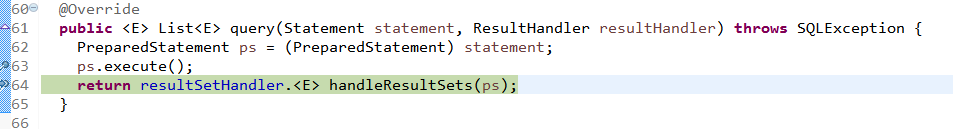 60 @Override
61 public <E> List<E> query(Statement statement, ResultHandler resultHandler) throws SQLException {
62 PreparedStatement ps = (PreparedStatement) statement;
63 ps.execute();
64 return resultSetHandler.<E> handleResultSets(ps);
65 }
66